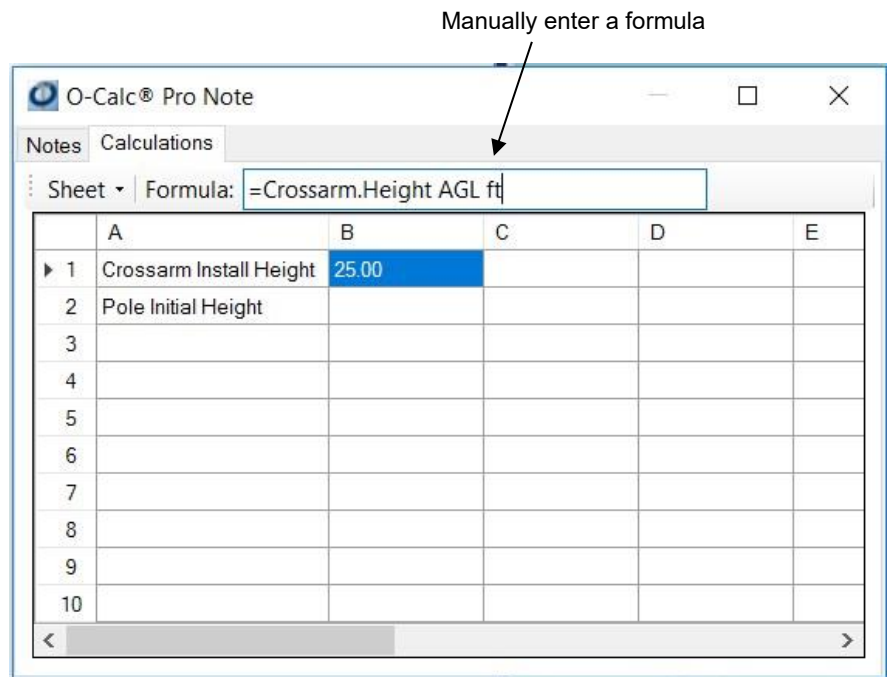 Manually enter a formula
O-Calc® Pro Note
Notes Calculations
Sheet Formula: =Crossarm.Height AGL ft
A B C D E
1 Crossarm Install Height 25.00
2 Pole Initial Height
3
4
5
6
7
8
9
10